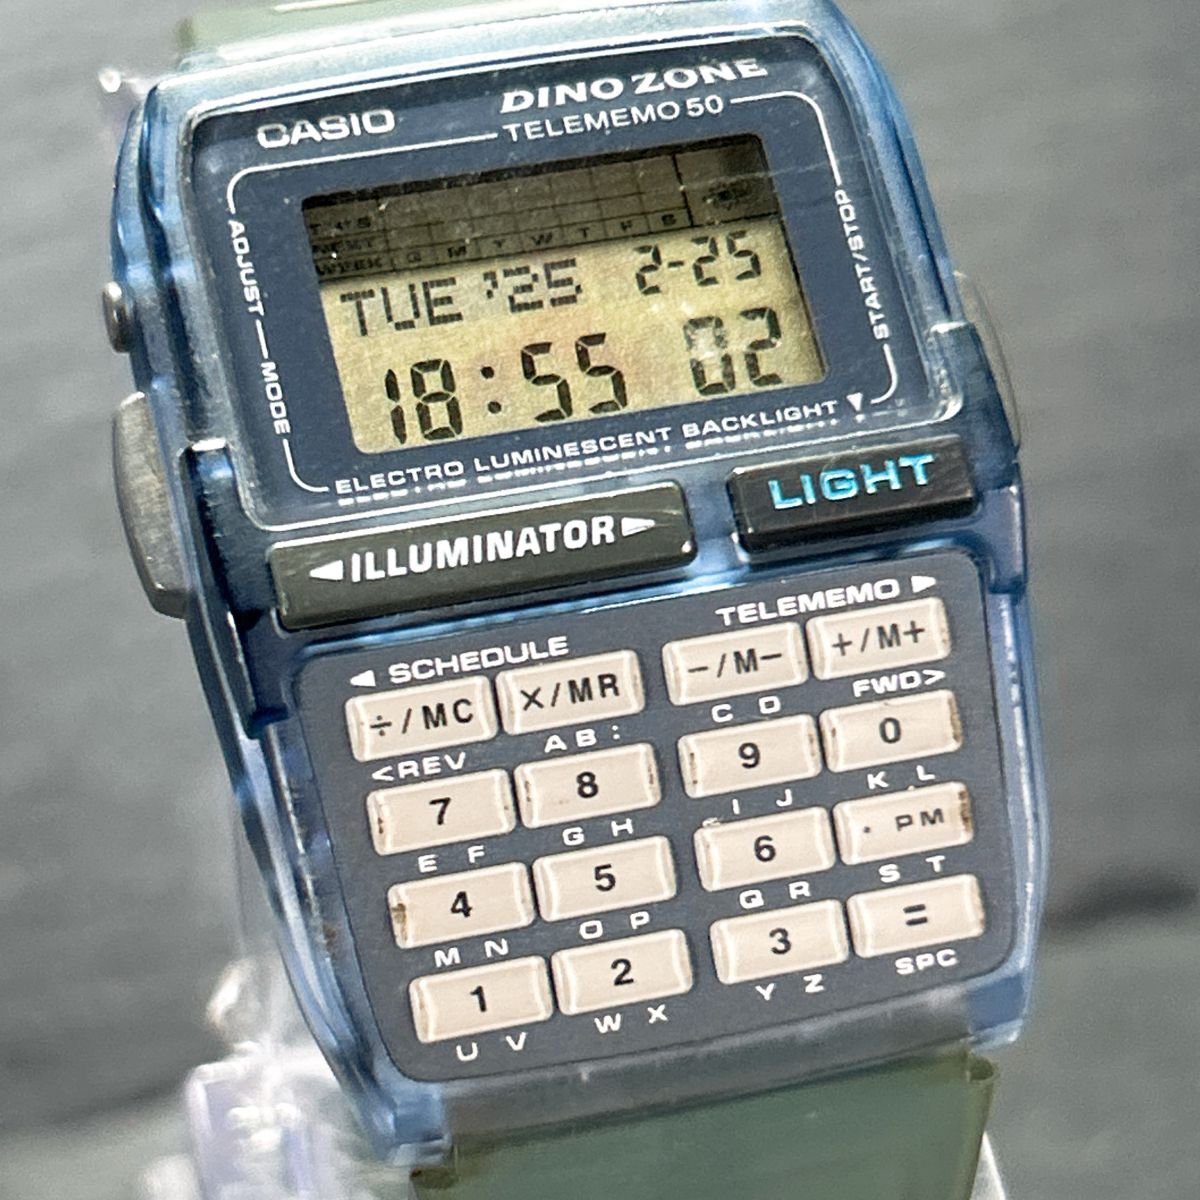 CASIO
DINO ZONE
TELEMEMO 50
ADJUST
MODE
START/STOP
WEEK S M T W T F S
TUE '25 2-25
18:55 02
ELECTRO LUMINESCENT BACKLIGHT ▼
◄ILLUMINATOR►
LIGHT
◄ SCHEDULE
TELEMEMO ►
÷/MC X/MR -/M- +/M+
<REV A B : C D FWD>
7 8 9 0
E F G H I J K L
4 5 6 . PM
M N O P Q R S T
1 2 3 =
U V W X Y Z SPC